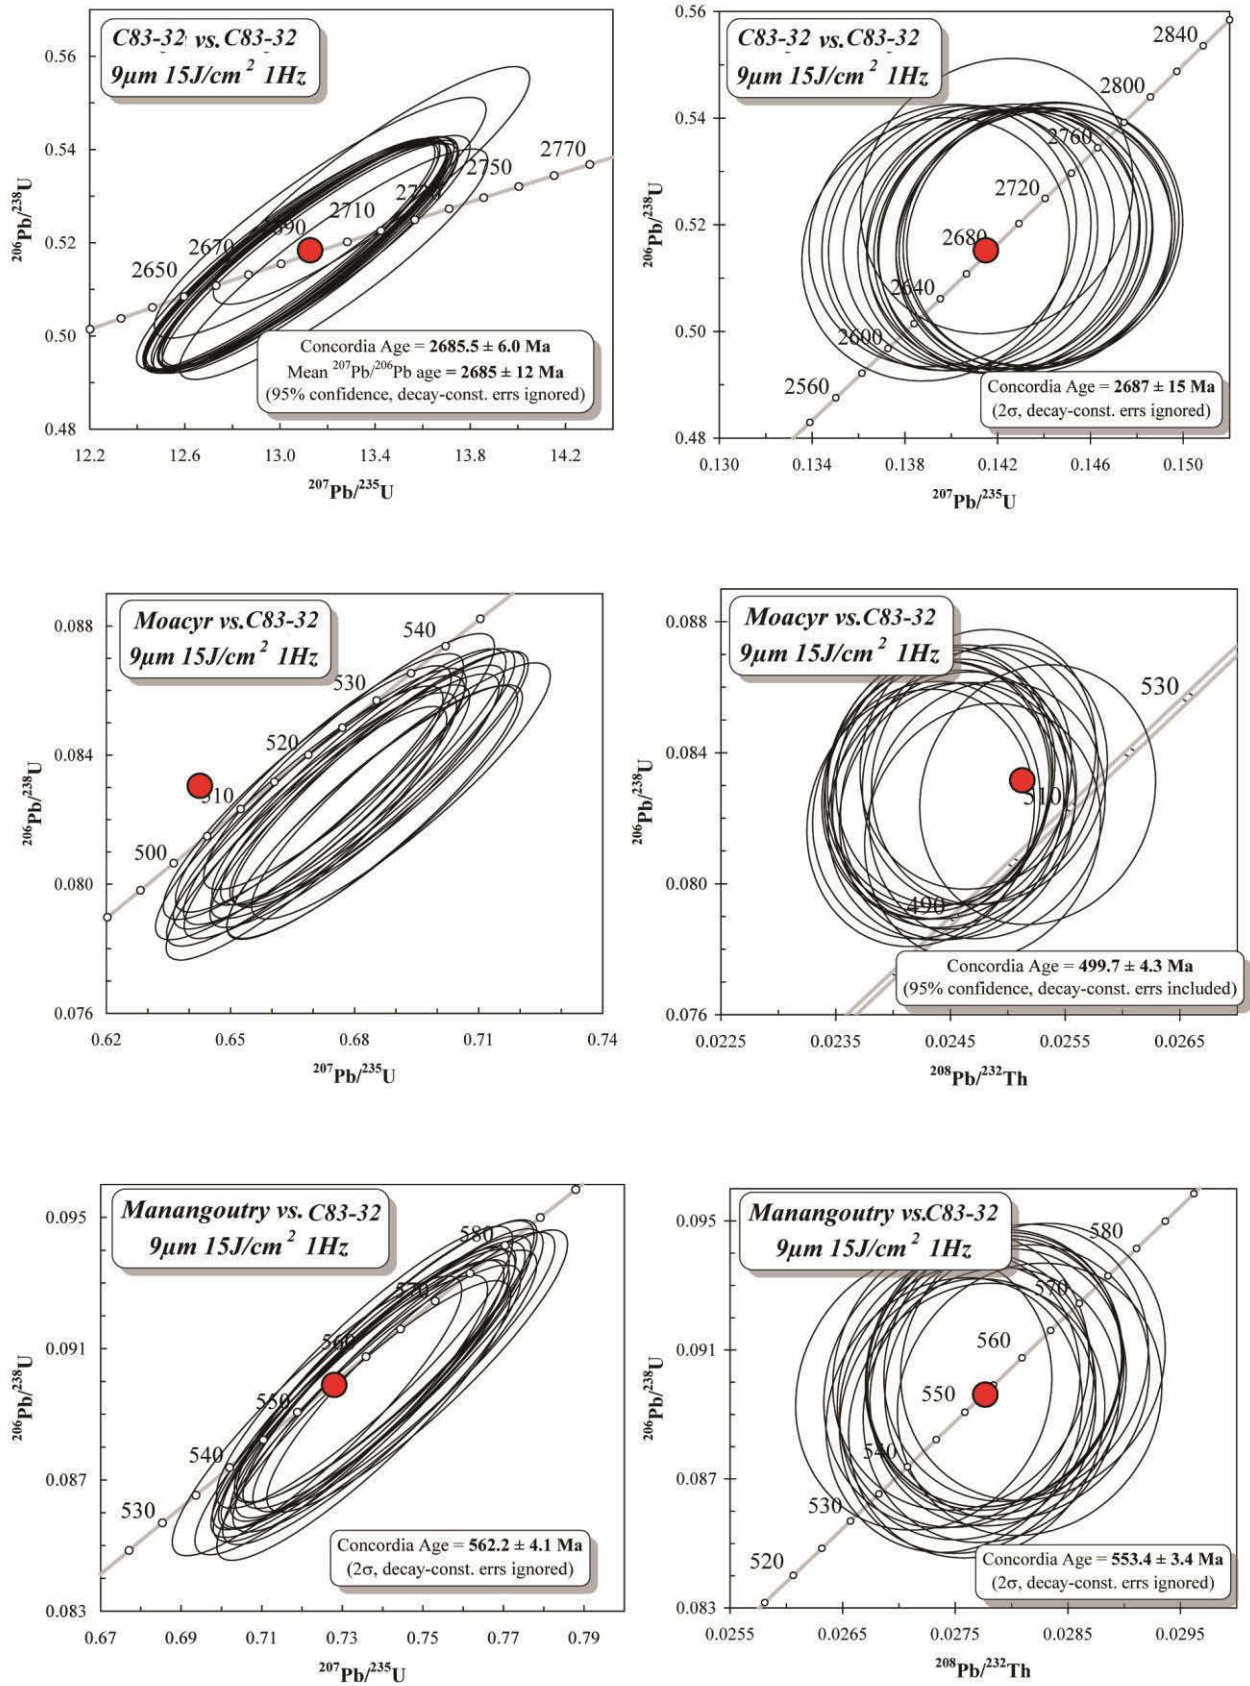 C83-32 vs. C83-32
9µm 15J/cm² 1Hz
0.56
0.54
0.52
0.50
0.48
²⁰⁶Pb/²³⁸U
2650
2670
2710
2750
2770
Concordia Age = 2685.5 ± 6.0 Ma
Mean ²⁰⁷Pb/²⁰⁶Pb age = 2685 ± 12 Ma
(95% confidence, decay-const. errs ignored)
12.2 12.6 13.0 13.4 13.8 14.2
²⁰⁷Pb/²³⁵U
C83-32 vs. C83-32
9µm 15J/cm² 1Hz
0.56
0.54
0.52
0.50
0.48
²⁰⁶Pb/²³⁸U
2840
2800
2760
2720
2680
2640
2600
2560
Concordia Age = 2687 ± 15 Ma
(2σ, decay-const. errs ignored)
0.130 0.134 0.138 0.142 0.146 0.150
²⁰⁷Pb/²³⁵U
Moacyr vs. C83-32
9µm 15J/cm² 1Hz
0.088
0.084
0.080
0.076
²⁰⁶Pb/²³⁸U
540
530
520
510
500
0.62 0.65 0.68 0.71 0.74
²⁰⁷Pb/²³⁵U
Moacyr vs. C83-32
9µm 15J/cm² 1Hz
0.088
0.084
0.080
0.076
²⁰⁶Pb/²³⁸U
530
510
490
Concordia Age = 499.7 ± 4.3 Ma
(95% confidence, decay-const. errs included)
0.0225 0.0235 0.0245 0.0255 0.0265
²⁰⁸Pb/²³²Th
Manangoutry vs. C83-32
9µm 15J/cm² 1Hz
0.095
0.091
0.087
0.083
²⁰⁶Pb/²³⁸U
580
570
560
550
540
530
Concordia Age = 562.2 ± 4.1 Ma
(2σ, decay-const. errs ignored)
0.67 0.69 0.71 0.73 0.75 0.77 0.79
²⁰⁷Pb/²³⁵U
Manangoutry vs. C83-32
9µm 15J/cm² 1Hz
0.095
0.091
0.087
0.083
²⁰⁶Pb/²³⁸U
580
570
560
550
540
530
520
Concordia Age = 553.4 ± 3.4 Ma
(2σ, decay-const. errs ignored)
0.0255 0.0265 0.0275 0.0285 0.0295
²⁰⁸Pb/²³²Th